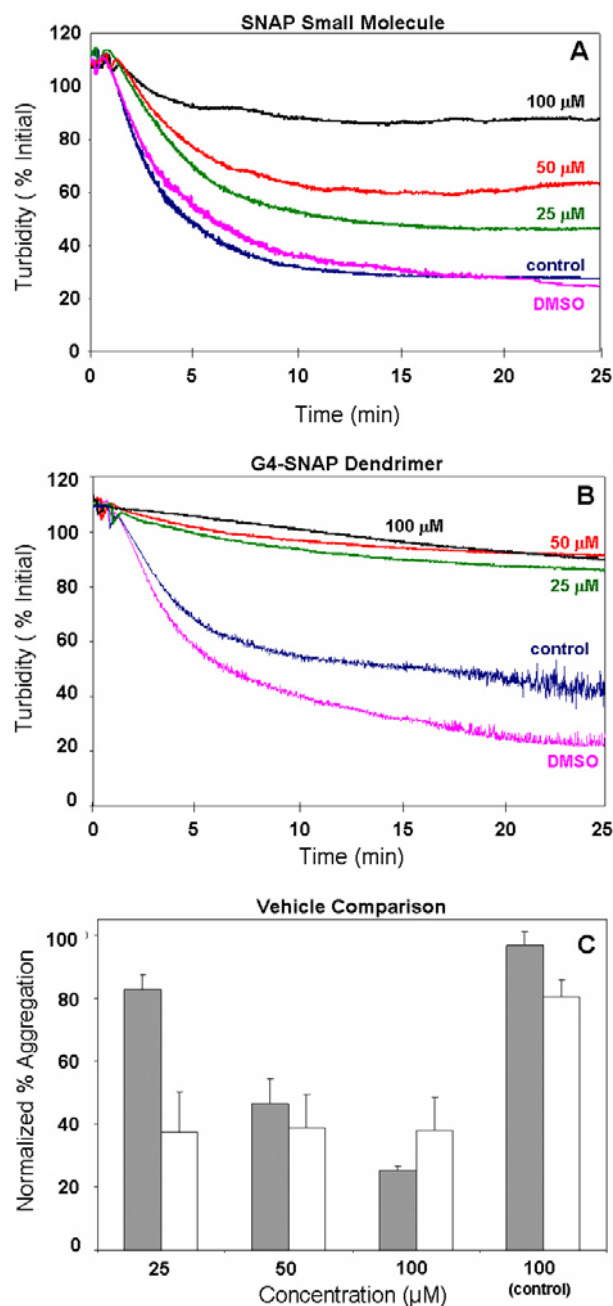 SNAP Small Molecule
A
120
100
80
60
40
20
0
Turbidity ( % Initial)
100 µM
50 µM
25 µM
control
DMSO
0 5 10 15 20 25
Time (min)
G4-SNAP Dendrimer
B
120
100
80
60
40
20
0
Turbidity ( % Initial)
100 µM
50 µM
25 µM
control
DMSO
0 5 10 15 20 25
Time (min)
Vehicle Comparison
C
100
80
60
40
20
0
Normalized % Aggregation
25 50 100 100
(control)
Concentration (µM)